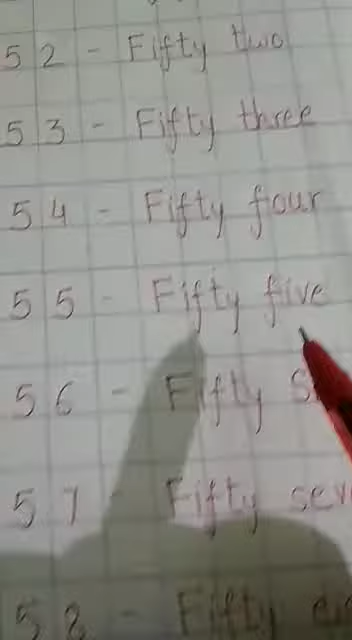 52 - Fifty two
53 - Fifty three
54 - Fifty four
55 - Fifty five
56 - Fifty
57 - Fifty
58 - Fifty